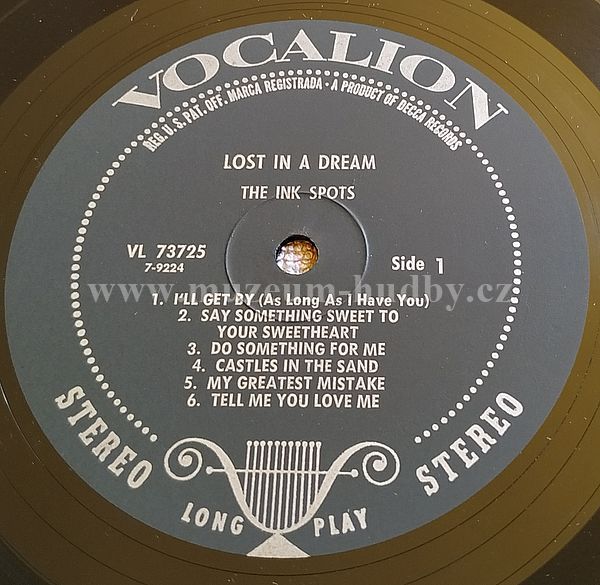 VOCALION
REG. U.S. PAT. OFF. MARCA REGISTRADA · A PRODUCT OF DECCA RECORDS
LOST IN A DREAM
THE INK SPOTS
VL 73725
7-9224
Side 1
www.muzeum-hudby.cz
1. I'LL GET BY (As Long As I Have You)
2. SAY SOMETHING SWEET TO
YOUR SWEETHEART
3. DO SOMETHING FOR ME
4. CASTLES IN THE SAND
5. MY GREATEST MISTAKE
6. TELL ME YOU LOVE ME
STEREO
STEREO
LONG PLAY